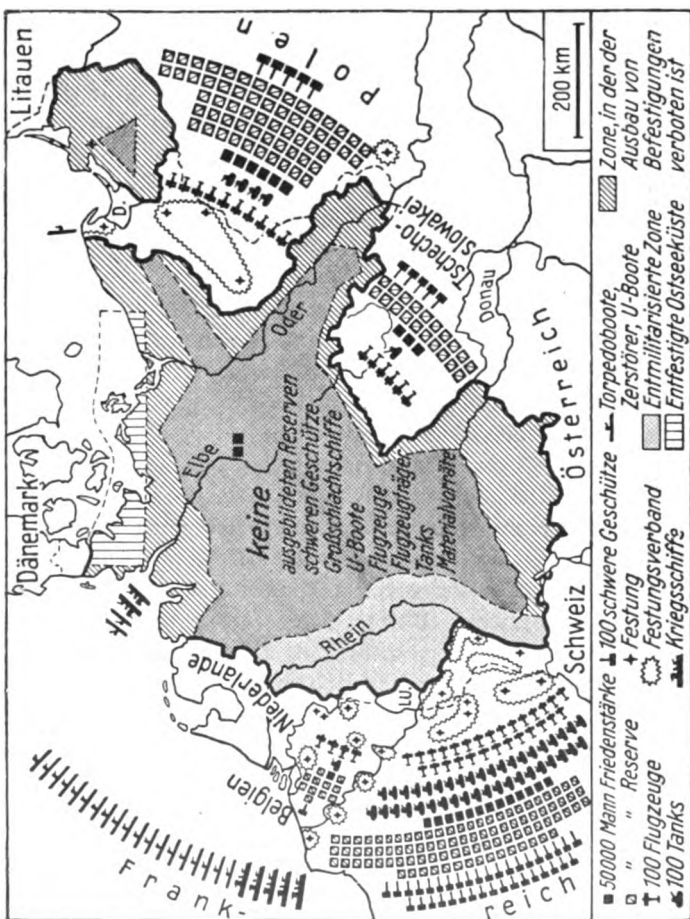 Dänemark
Litauen
D.
Polen
Frank-
reich
Belgien
Niederlande
LU.
Elbe
Oder
Rhein
keine
ausgebildeten Reserven
schweren Geschütze
Großschlachtschiffe
U-Boote
Flugzeuge
Flugzeugträger
Tanks
Materialvorräte
Tschecho-
Slowakei
Donau
Schweiz
Österreich
200 km
50000 Mann Friedenstärke
" " Reserve
100 Flugzeuge
100 Tanks
100 schwere Geschütze
Festung
Festungsverband
Kriegsschiffe
Torpedoboote,
Zerstörer, U-Boote
Entmilitarisierte Zone
Entfestigte Ostseeküste
Zone, in der der
Ausbau von
Befestigungen
verboten ist